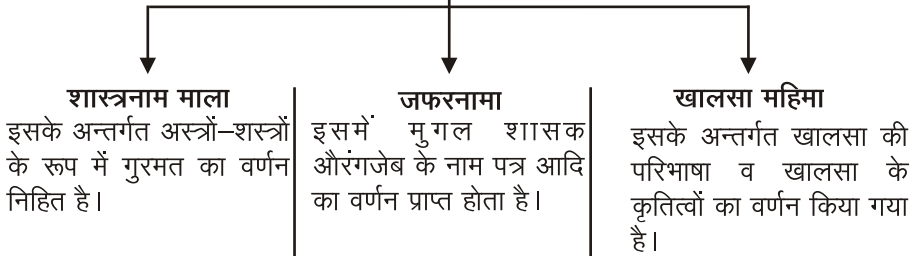 शास्त्रनाम माला
इसके अन्तर्गत अस्त्रों–शस्त्रों
के रूप में गुरमत का वर्णन
निहित है।
जफरनामा
इसमें मुगल शासक
औरंगजेब के नाम पत्र आदि
का वर्णन प्राप्त होता है।
खालसा महिमा
इसके अन्तर्गत खालसा की
परिभाषा व खालसा के
कृतित्वों का वर्णन किया गया
है।